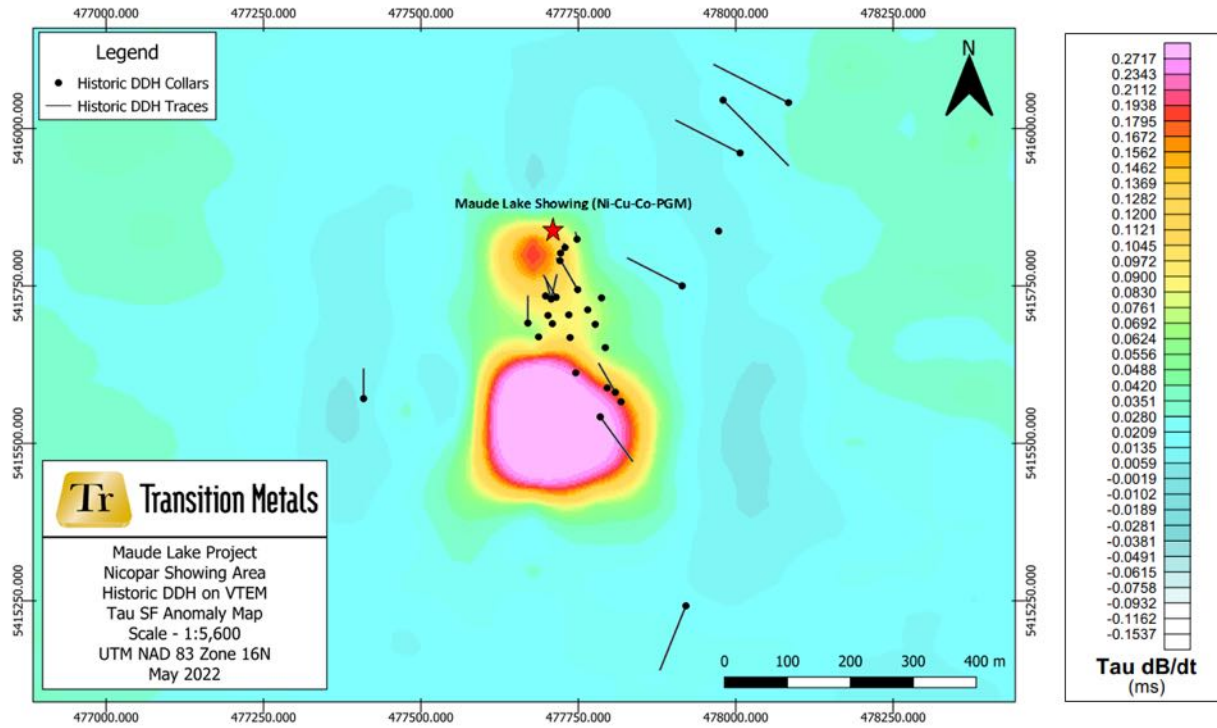 477000.000 477250.000 477500.000 477750.000 478000.000 478250.000
Legend
Historic DDH Collars
Historic DDH Traces
N
5416000.000 5416000.000
Maude Lake Showing (Ni-Cu-Co-PGM)
5415750.000 5415750.000
5415500.000 5415500.000
Tr Transition Metals
Maude Lake Project
Nicopar Showing Area
Historic DDH on VTEM
Tau SF Anomaly Map
Scale - 1:5,600
UTM NAD 83 Zone 16N
May 2022
5415250.000 5415250.000
0 100 200 300 400 m
477000.000 477250.000 477500.000 477750.000 478000.000 478250.000
0.2717
0.2343
0.2112
0.1938
0.1795
0.1672
0.1562
0.1462
0.1369
0.1282
0.1200
0.1121
0.1045
0.0972
0.0900
0.0830
0.0761
0.0692
0.0624
0.0556
0.0488
0.0420
0.0351
0.0280
0.0209
0.0135
0.0059
-0.0019
-0.0102
-0.0189
-0.0281
-0.0381
-0.0491
-0.0615
-0.0758
-0.0932
-0.1162
-0.1537
Tau dB/dt
(ms)